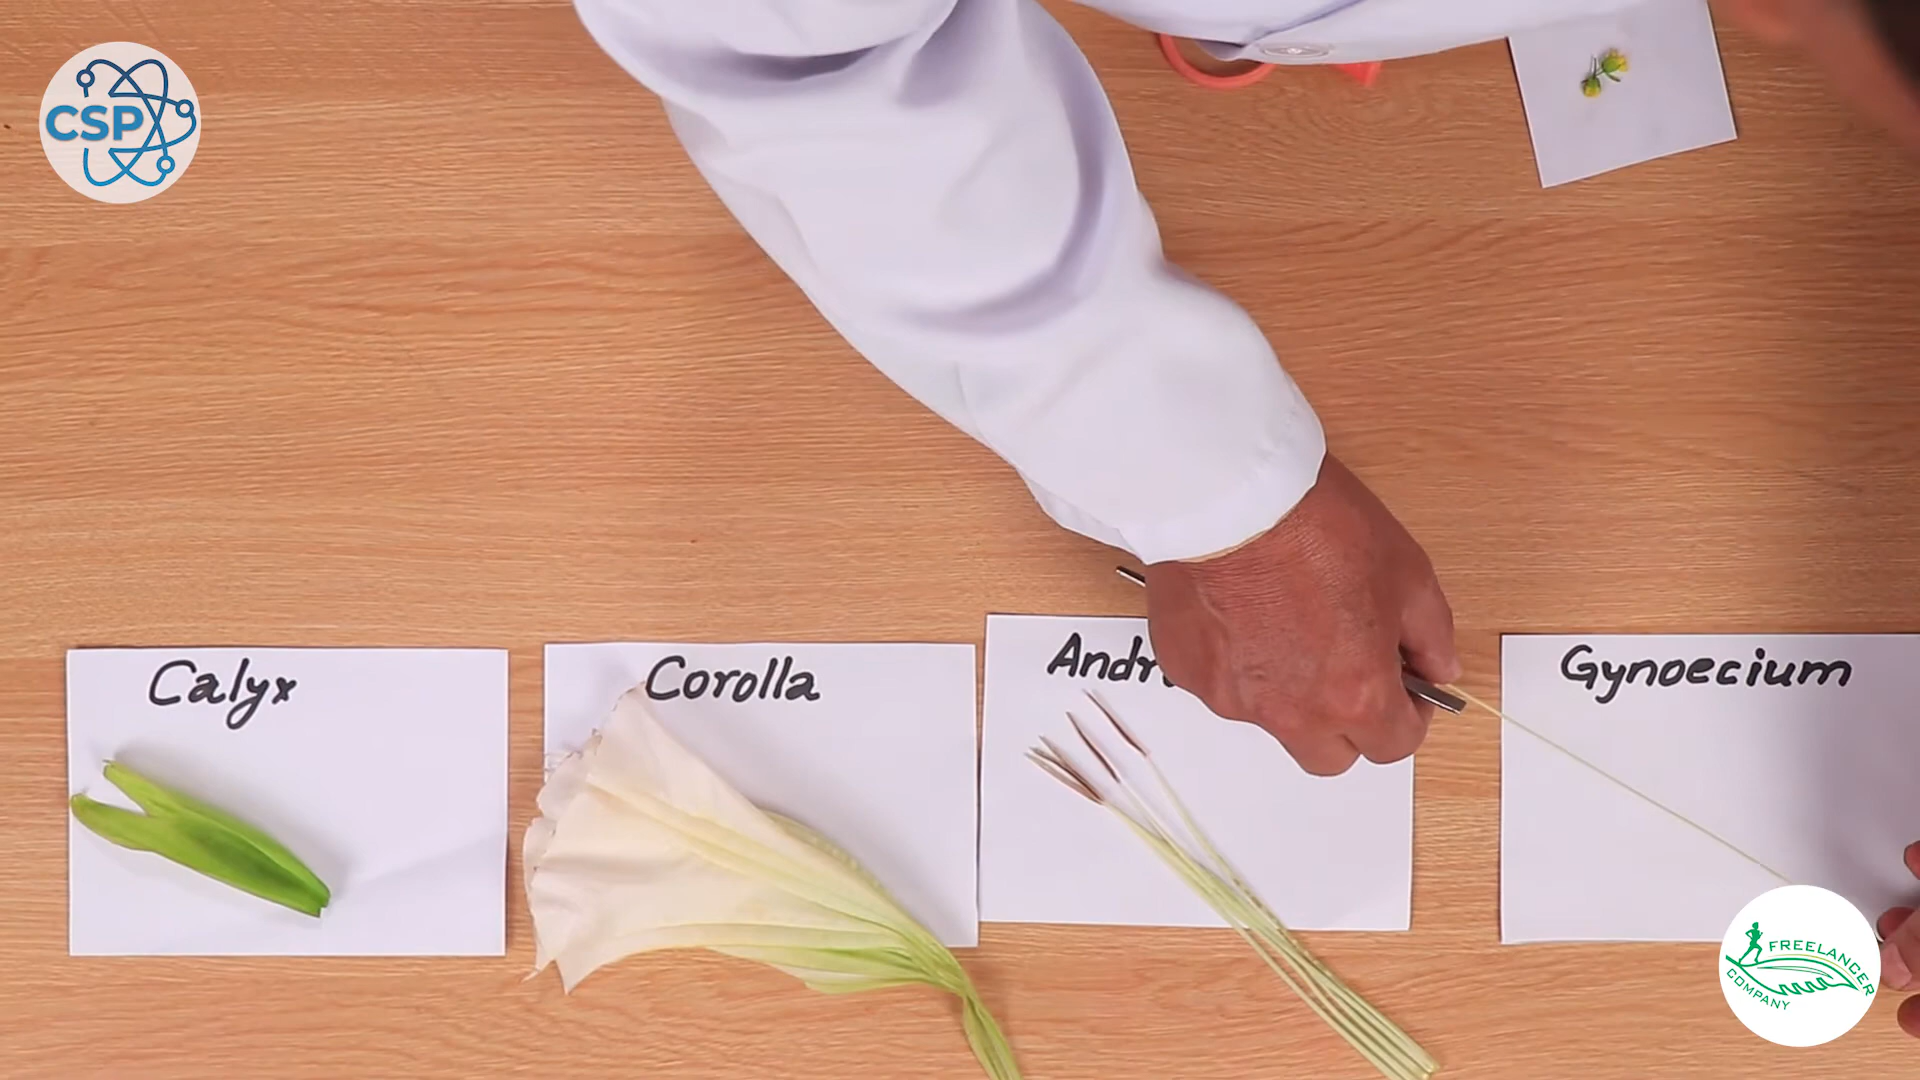 CSP
Calyx
Corolla
Andr
Gynoecium
FREELANCER
COMPANY